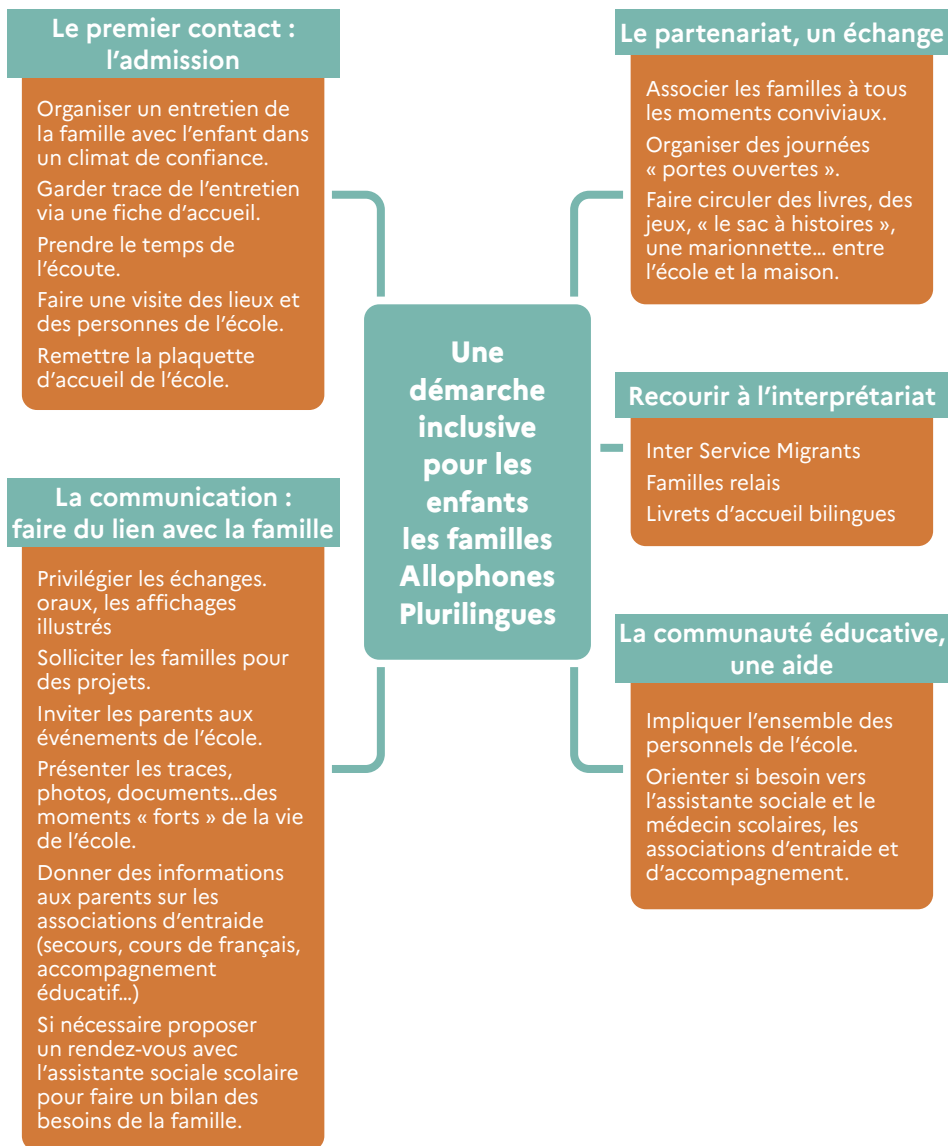 Le premier contact :
l'admission
Organiser un entretien de
la famille avec l'enfant dans
un climat de confiance.
Garder trace de l'entretien
via une fiche d'accueil.
Prendre le temps de
l'écoute.
Faire une visite des lieux et
des personnes de l'école.
Remettre la plaquette
d'accueil de l'école.
La communication :
faire du lien avec la famille
Privilégier les échanges.
oraux, les affichages
illustrés
Solliciter les familles pour
des projets.
Inviter les parents aux
événements de l'école.
Présenter les traces,
photos, documents…des
moments « forts » de la vie
de l'école.
Donner des informations
aux parents sur les
associations d'entraide
(secours, cours de français,
accompagnement
éducatif…)
Si nécessaire proposer
un rendez-vous avec
l'assistante sociale scolaire
pour faire un bilan des
besoins de la famille.
Une
démarche
inclusive
pour les
enfants
les familles
Allophones
Plurilingues
Le partenariat, un échange
Associer les familles à tous
les moments conviviaux.
Organiser des journées
« portes ouvertes ».
Faire circuler des livres, des
jeux, « le sac à histoires »,
une marionnette… entre
l'école et la maison.
Recourir à l'interprétariat
Inter Service Migrants
Familles relais
Livrets d'accueil bilingues
La communauté éducative,
une aide
Impliquer l'ensemble des
personnels de l'école.
Orienter si besoin vers
l'assistante sociale et le
médecin scolaires, les
associations d'entraide et
d'accompagnement.